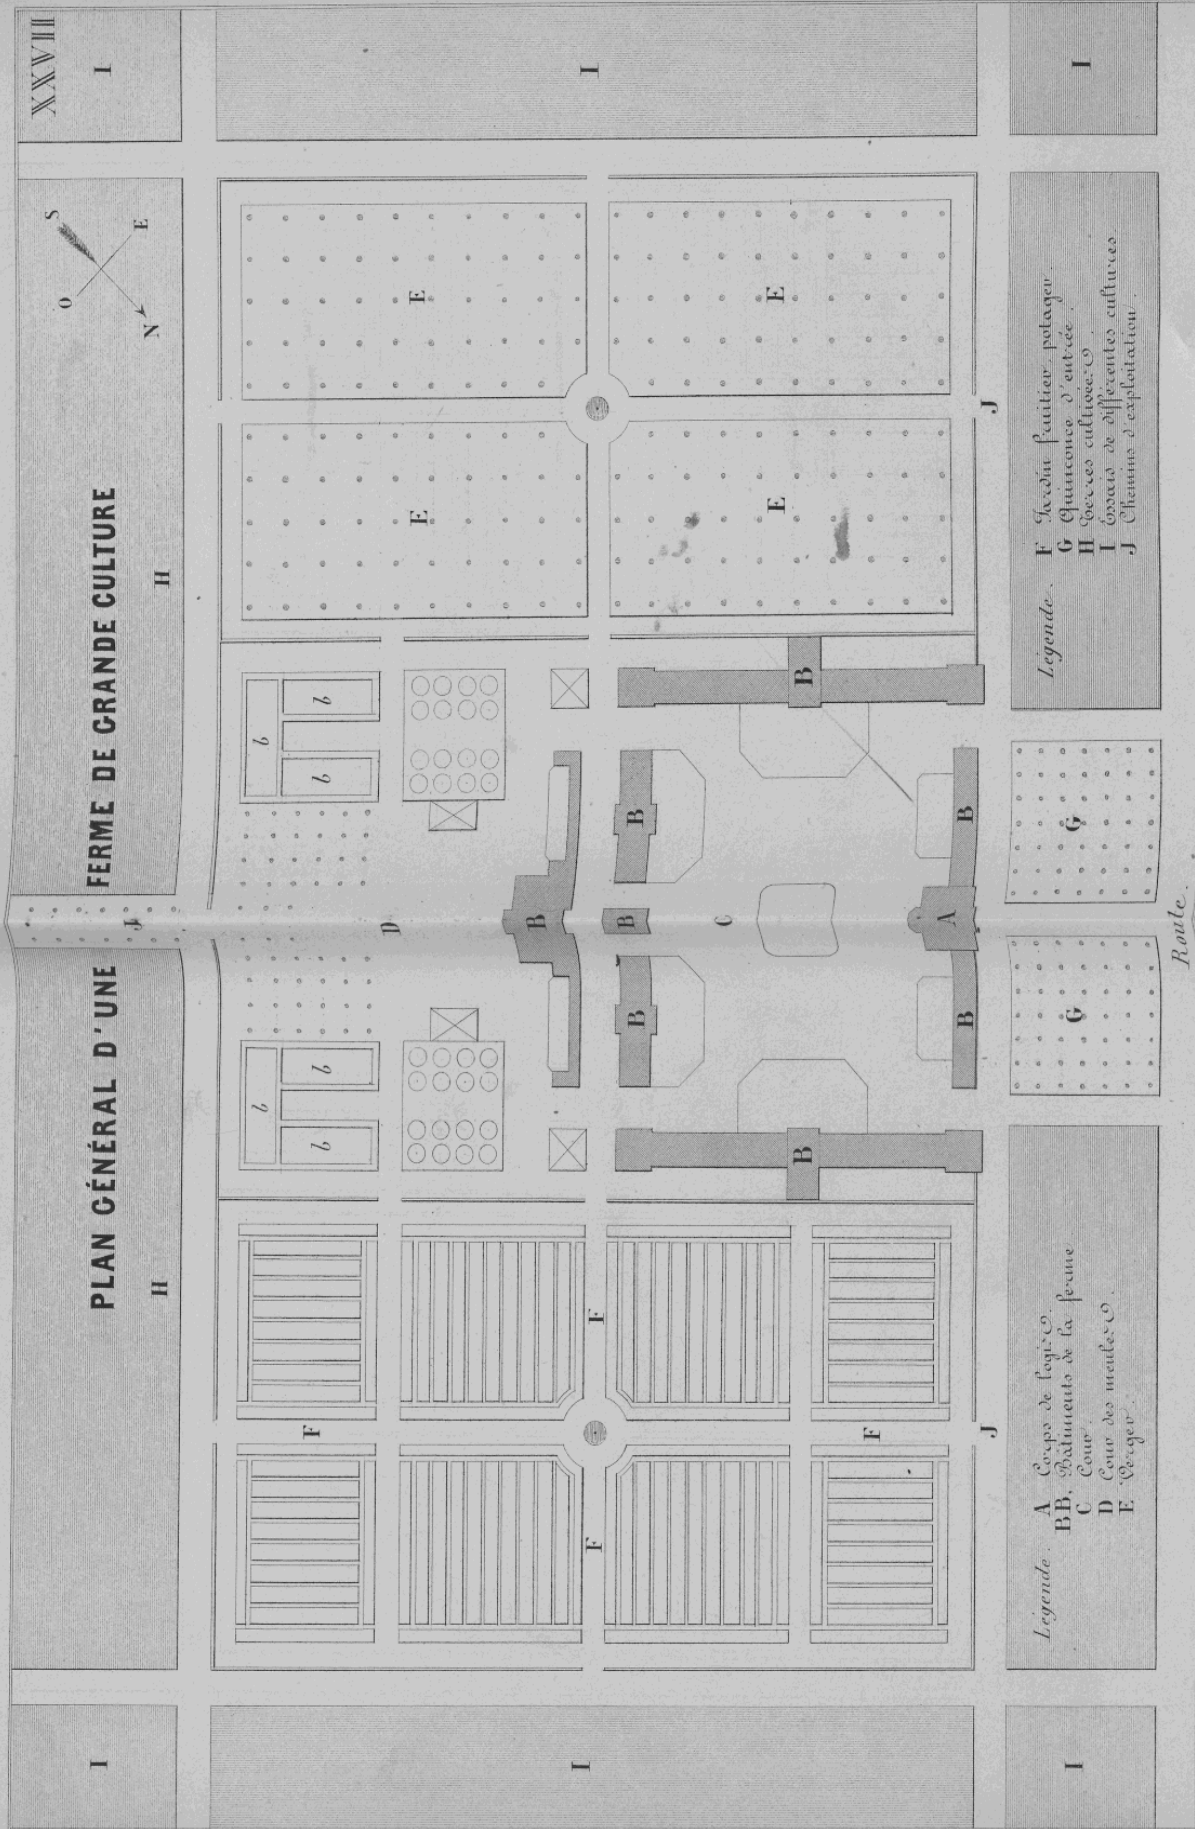 XXVIII
PLAN GÉNÉRAL D'UNE FERME DE GRANDE CULTURE
S
O
E
N
I
H
J
H
I
b
b
b
b
b
b
D
F
F
E
E
I
B
I
F
F
B
B
B
E
E
C
B
B
F
B
A
B
J
J
G
G
I
I
Légende.
A Corps de logis.
BB. Bâtiments de la ferme
C Cour.
D Cour des meules.
E Verger.
Légende.
F Jardin fruitier potager.
G Quinconce d'entrée.
H Terres cultivées.
I Essais de différentes cultures.
J Chemins d'exploitation.
Route.